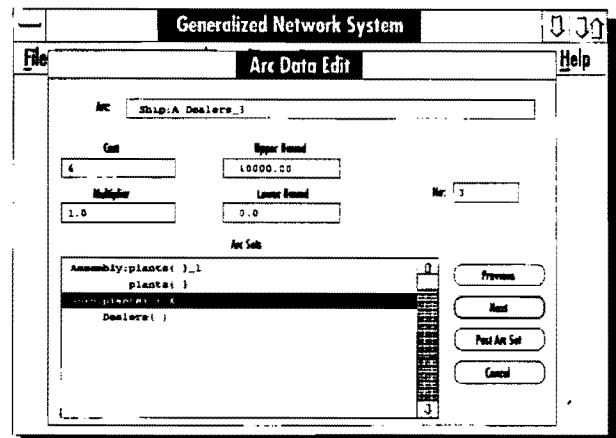 Generalized Network System
File
Help
Arc Data Edit
Arc
Ship:A Dealers_3
Cost
Upper Bound
6
10000.00
Multiplier
Lower Bound
No:
3
1.0
0.0
Arc Sets
Assembly:plants( )_1
plants( )
Dealers( )
Previous
Next
Post Arc Set
Cancel